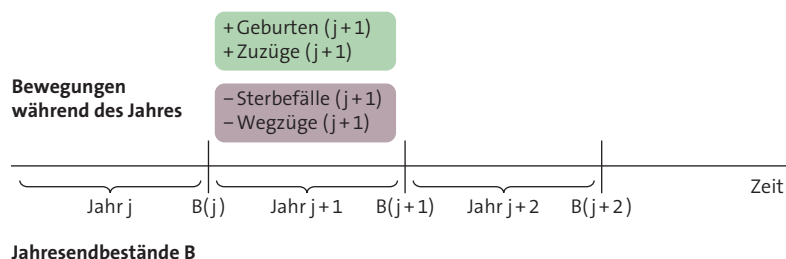 + Geburten (j + 1)
+ Zuzüge (j + 1)
Bewegungen
während des Jahres
– Sterbefälle (j + 1)
– Wegzüge (j + 1)
Zeit
Jahr j
B(j)
Jahr j + 1
B(j + 1)
Jahr j + 2
B(j + 2)
Jahresendbestände B